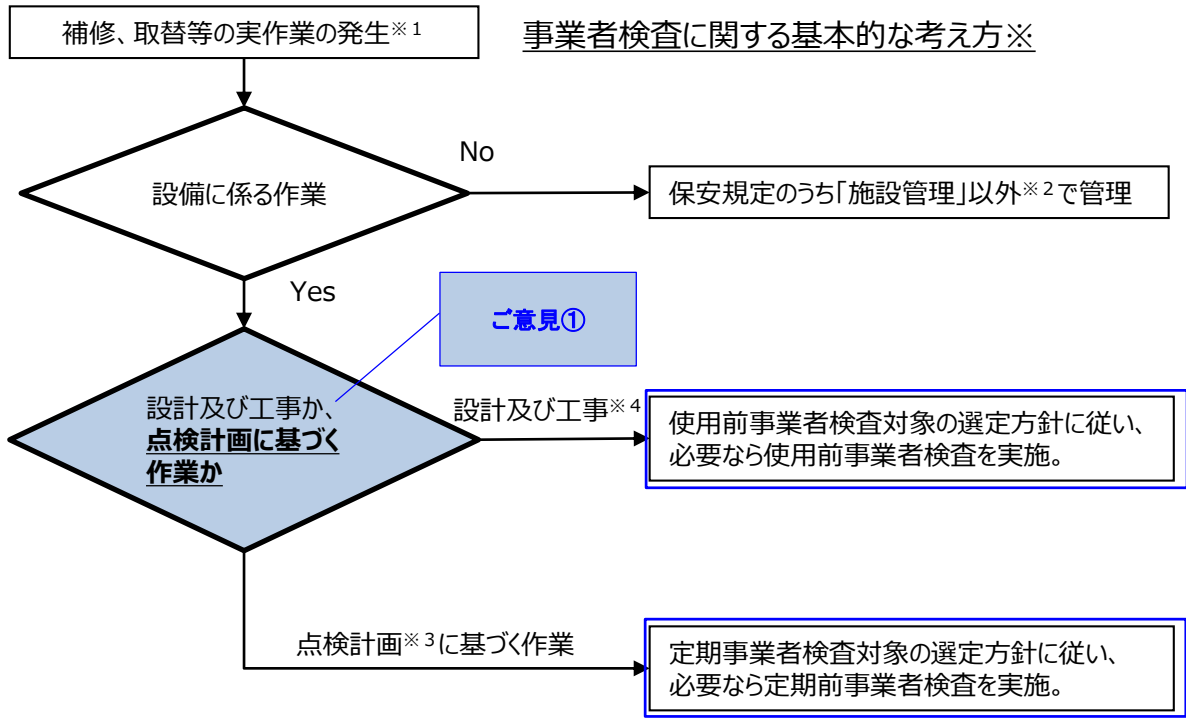 補修、取替等の実作業の発生※1
事業者検査に関する基本的な考え方※
設備に係る作業
No
保安規定のうち「施設管理」以外※2で管理
Yes
ご意見①
設計及び工事か、
点検計画に基づく
作業か
設計及び工事※4
使用前事業者検査対象の選定方針に従い、
必要なら使用前事業者検査を実施。
点検計画※3に基づく作業
定期事業者検査対象の選定方針に従い、
必要なら定期前事業者検査を実施。